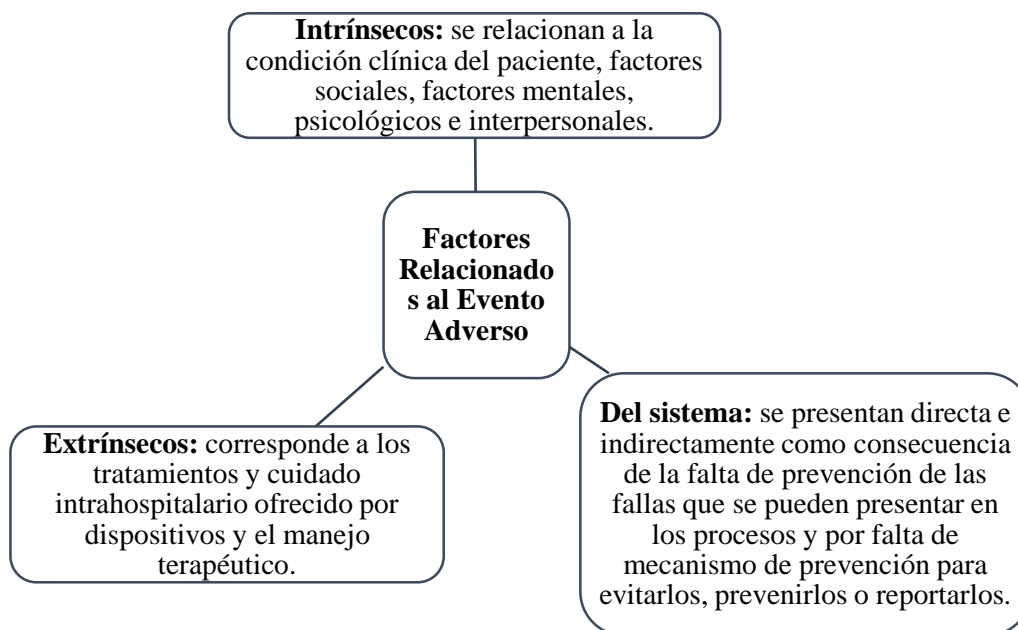 Intrínsecos: se relacionan a la
condición clínica del paciente, factores
sociales, factores mentales,
psicológicos e interpersonales.
Factores
Relacionado
s al Evento
Adverso
Extrínsecos: corresponde a los
tratamientos y cuidado
intrahospitalario ofrecido por
dispositivos y el manejo
terapéutico.
Del sistema: se presentan directa e
indirectamente como consecuencia
de la falta de prevención de las
fallas que se pueden presentar en
los procesos y por falta de
mecanismo de prevención para
evitarlos, prevenirlos o reportarlos.